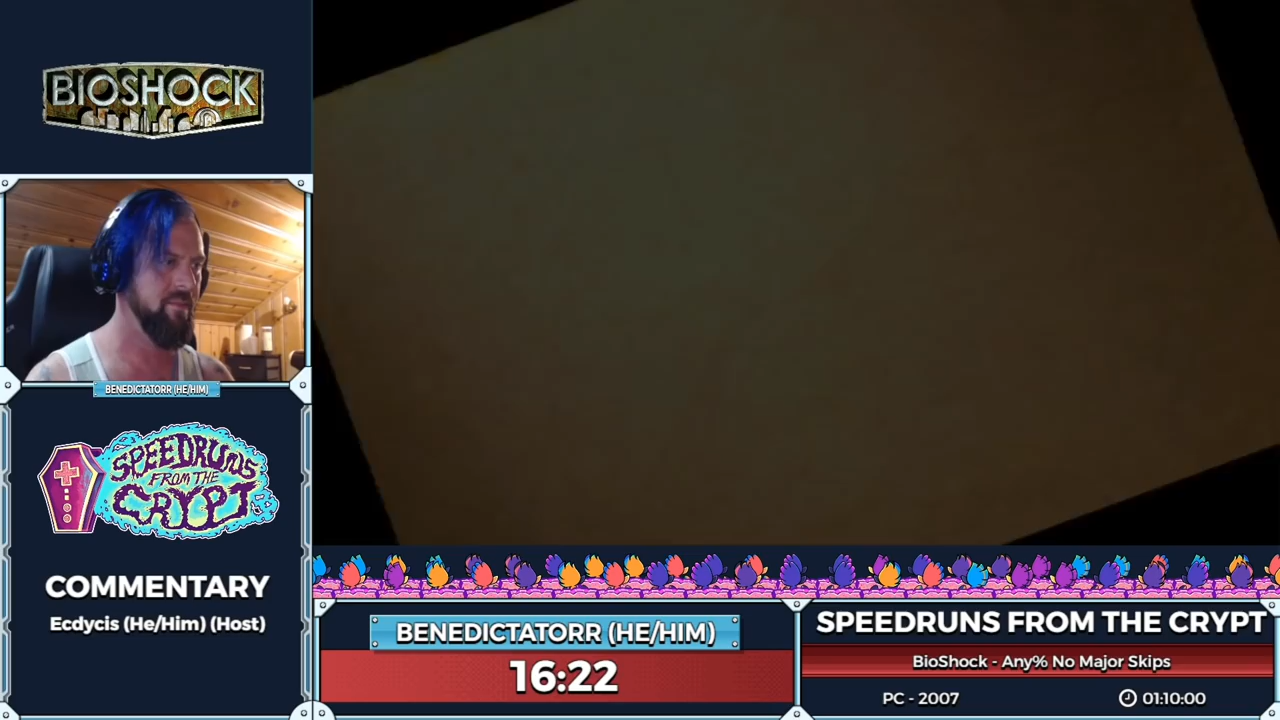 BIOSHOCK
BENEDICTATORR (HE/HIM)
SPEEDRUNS
FROM THE
CRYPT
COMMENTARY
Ecdycis (He/Him) (Host)
BENEDICTATORR (HE/HIM)
16:22
SPEEDRUNS FROM THE CRYPT
BioShock - Any% No Major Skips
PC - 2007
01:10:00